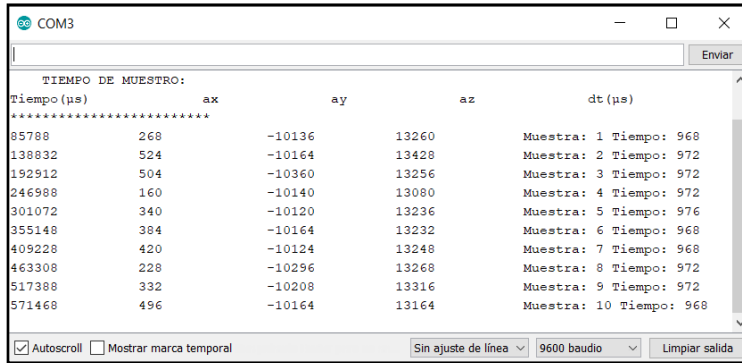 COM3
Enviar
TIEMPO DE MUESTRO:
Tiempo(µs) ax ay az dt(µs)
*************************
85788 268 -10136 13260 Muestra: 1 Tiempo: 968
138832 524 -10164 13428 Muestra: 2 Tiempo: 972
192912 504 -10360 13256 Muestra: 3 Tiempo: 972
246988 160 -10140 13080 Muestra: 4 Tiempo: 972
301072 340 -10120 13236 Muestra: 5 Tiempo: 976
355148 384 -10164 13232 Muestra: 6 Tiempo: 968
409228 420 -10124 13248 Muestra: 7 Tiempo: 968
463308 228 -10296 13268 Muestra: 8 Tiempo: 972
517388 332 -10208 13316 Muestra: 9 Tiempo: 972
571468 496 -10164 13164 Muestra: 10 Tiempo: 968
Autoscroll Mostrar marca temporal Sin ajuste de línea 9600 baudio Limpiar salida